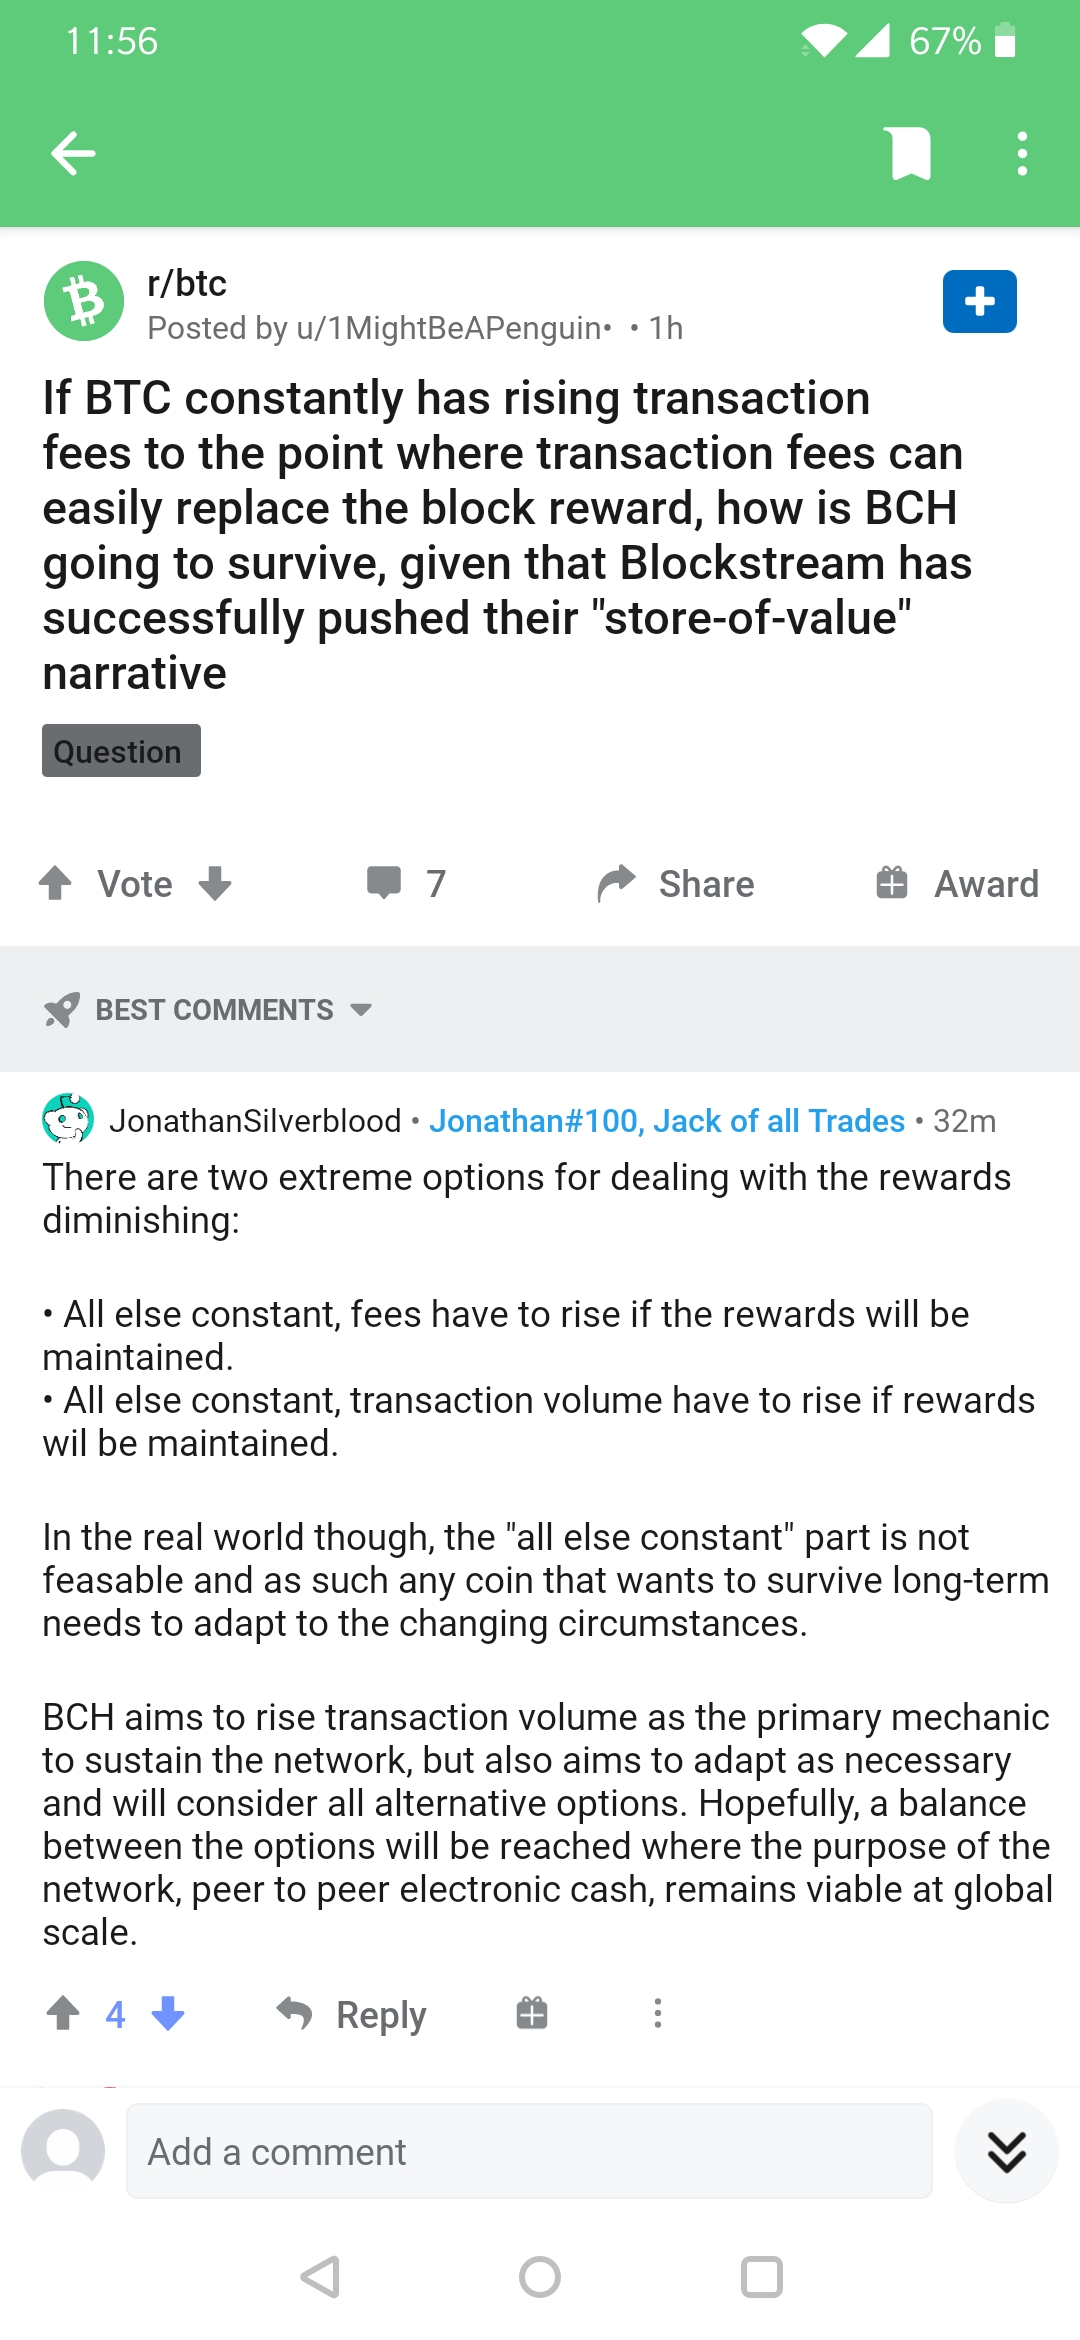 11:56
67%
r/btc
Posted by u/1MightBeAPenguin• • 1h
If BTC constantly has rising transaction
fees to the point where transaction fees can
easily replace the block reward, how is BCH
going to survive, given that Blockstream has
successfully pushed their "store-of-value"
narrative
Question
Vote
7
Share
Award
BEST COMMENTS
JonathanSilverblood • Jonathan#100, Jack of all Trades • 32m
There are two extreme options for dealing with the rewards
diminishing:
• All else constant, fees have to rise if the rewards will be
maintained.
• All else constant, transaction volume have to rise if rewards
wil be maintained.
In the real world though, the "all else constant" part is not
feasable and as such any coin that wants to survive long-term
needs to adapt to the changing circumstances.
BCH aims to rise transaction volume as the primary mechanic
to sustain the network, but also aims to adapt as necessary
and will consider all alternative options. Hopefully, a balance
between the options will be reached where the purpose of the
network, peer to peer electronic cash, remains viable at global
scale.
4
Reply
Add a comment